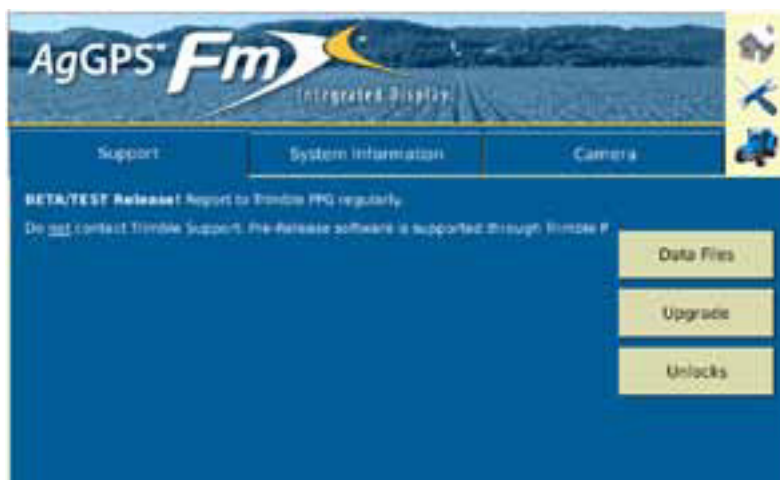 AgGPS FmX
Integrated Display
Support System Information Camera
BETA/TEST Release! Report to Trimble PPG regularly.
Do not contact Trimble Support. Pre-Release software is supported through Trimble P
Data Files
Upgrade
Unlocks